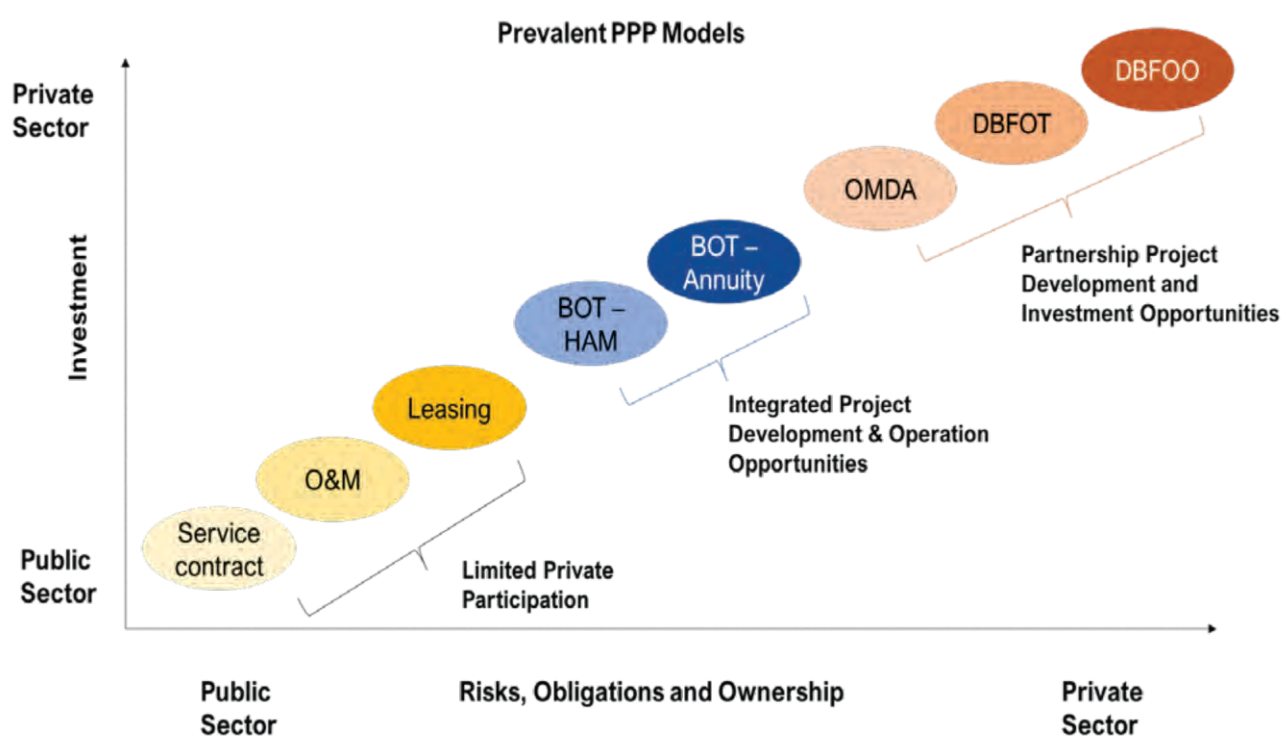 Prevalent PPP Models
Private
Sector
DBFOO
DBFOT
OMDA
BOT –
Annuity
Partnership Project
Development and
Investment Opportunities
Investment
BOT –
HAM
Leasing
Integrated Project
Development & Operation
Opportunities
O&M
Service
contract
Limited Private
Participation
Public
Sector
Public
Sector
Risks, Obligations and Ownership
Private
Sector